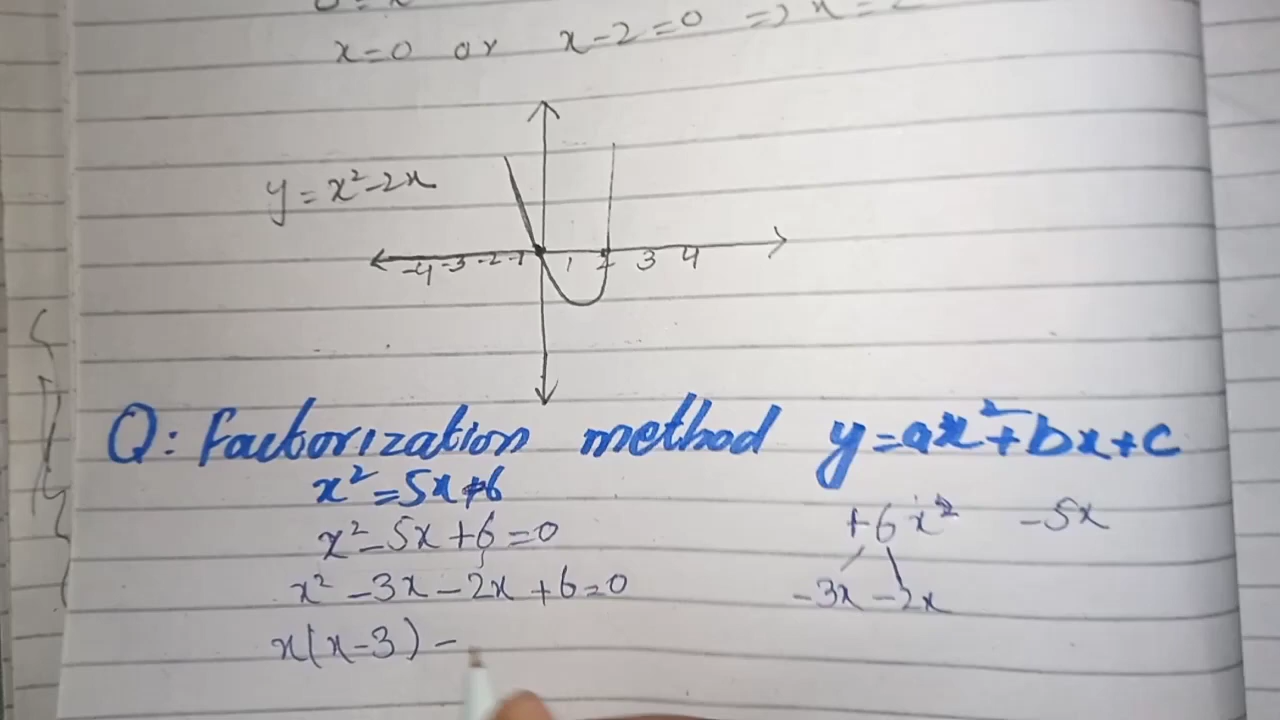 x=0 or x-2=0 =>x=2
y=x²-2x
-4 -3 -2 -1 1 2 3 4
Q: Factorization method y=ax²+bx+c
x²=5x-6
x²-5x+6=0
x²-3x-2x+6=0
x(x-3)-
+6x² -5x
-3x -2x